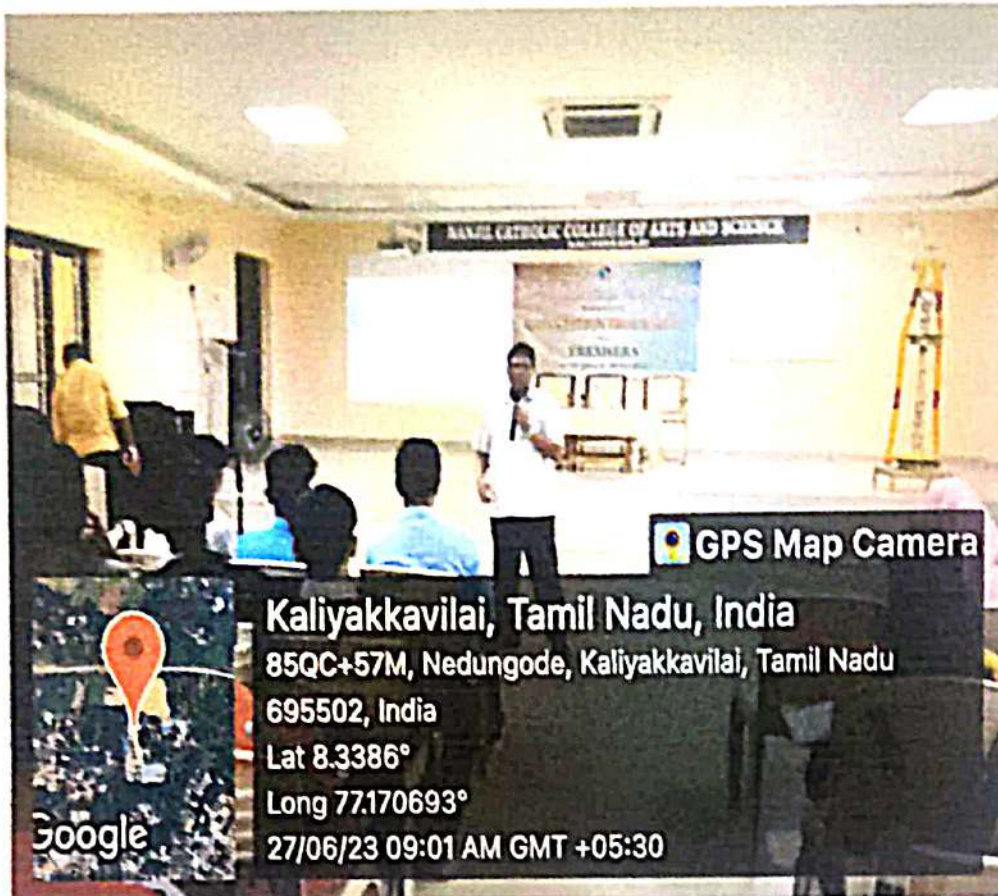 NANJIL CATHOLIC COLLEGE OF ARTS AND SCIENCE
FRESHERS
GPS Map Camera
Kaliyakkavilai, Tamil Nadu, India
85QC+57M, Nedungode, Kaliyakkavilai, Tamil Nadu
695502, India
Lat 8.3386°
Long 77.170693°
27/06/23 09:01 AM GMT +05:30
Google